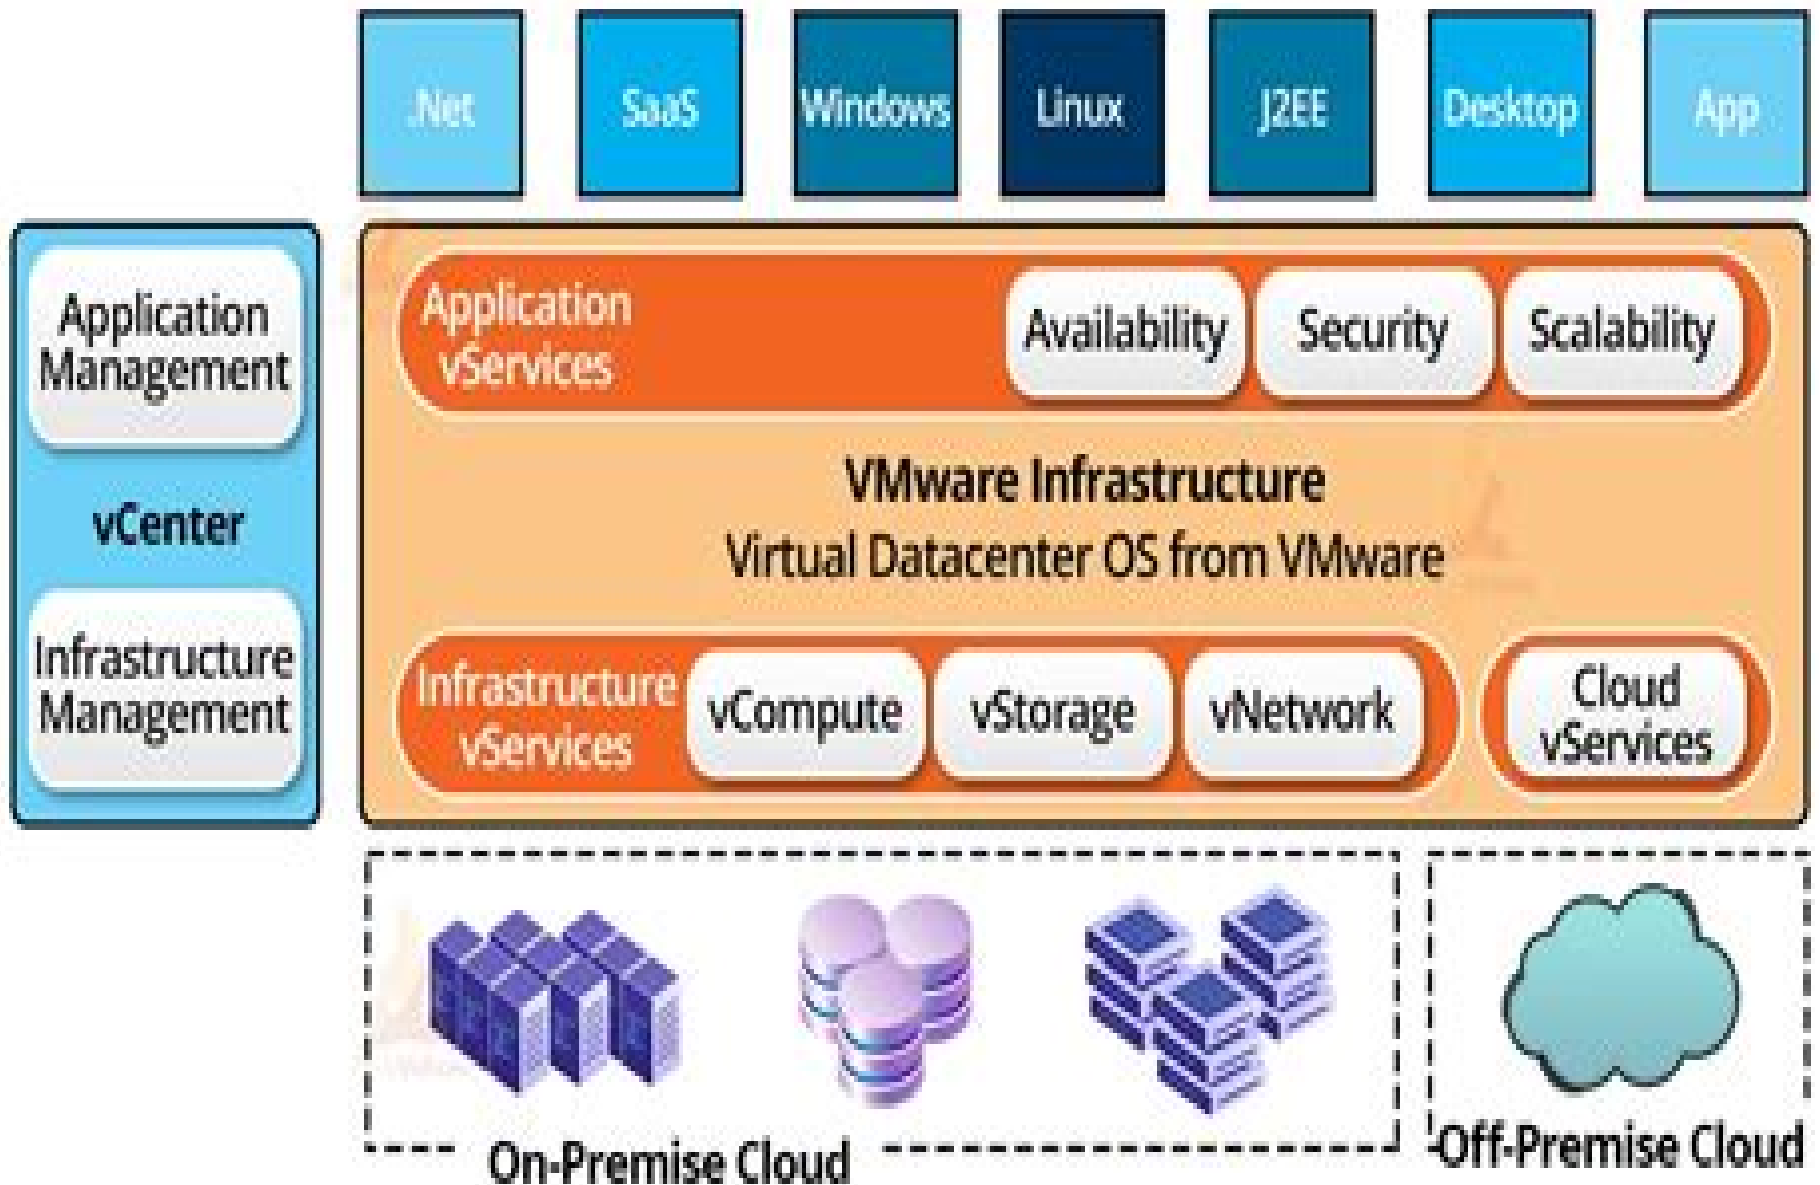 .Net
SaaS
Windows
Linux
J2EE
Desktop
App
Application
Management
vCenter
Infrastructure
Management
Application
vServices
Availability
Security
Scalability
VMware Infrastructure
Virtual Datacenter OS from VMware
Infrastructure
vServices
vCompute
vStorage
vNetwork
Cloud
vServices
On-Premise Cloud
Off-Premise Cloud